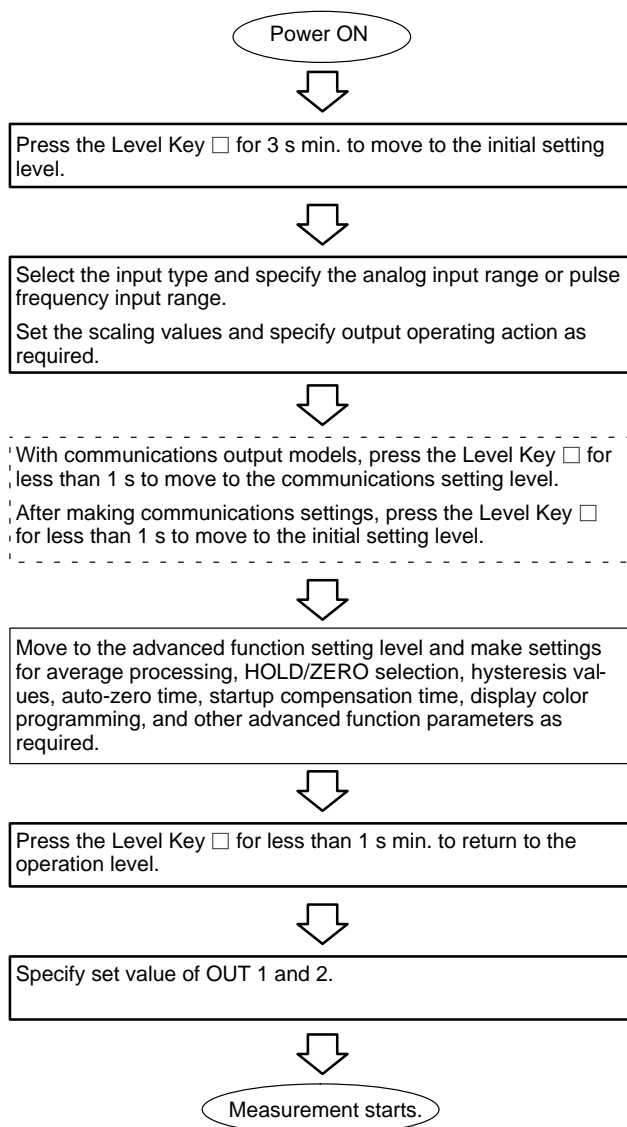 Power ON
Press the Level Key □ for 3 s min. to move to the initial setting
level.
Select the input type and specify the analog input range or pulse
frequency input range.
Set the scaling values and specify output operating action as
required.
With communications output models, press the Level Key □ for
less than 1 s to move to the communications setting level.
After making communications settings, press the Level Key □
for less than 1 s to move to the initial setting level.
Move to the advanced function setting level and make settings
for average processing, HOLD/ZERO selection, hysteresis val-
ues, auto-zero time, startup compensation time, display color
programming, and other advanced function parameters as
required.
Press the Level Key □ for less than 1 s min. to return to the
operation level.
Specify set value of OUT 1 and 2.
Measurement starts.